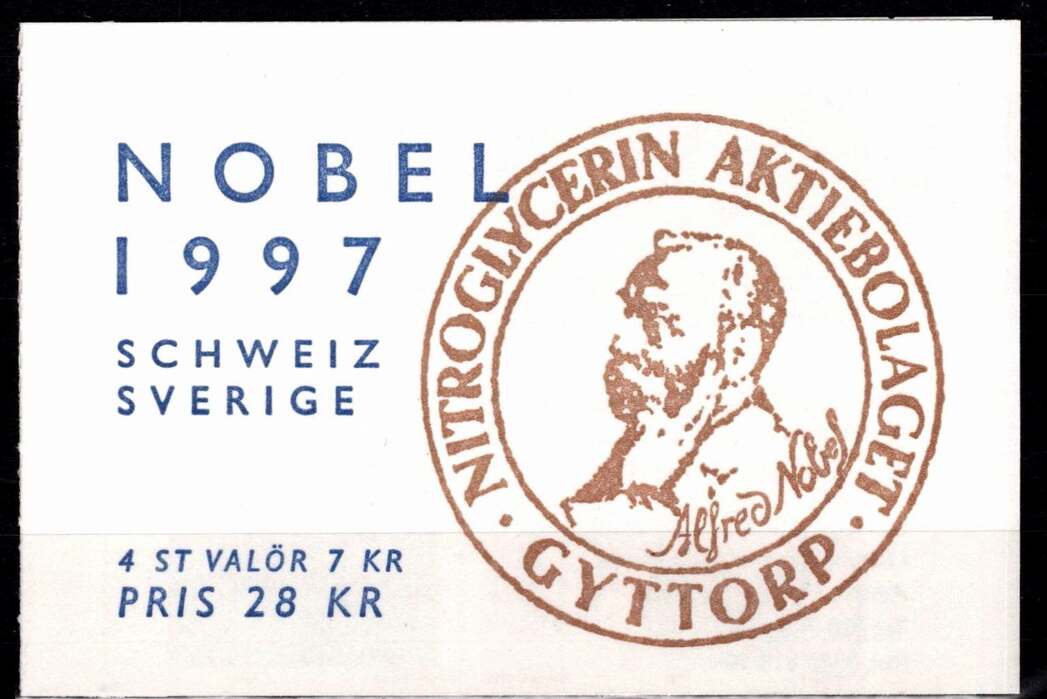 NOBEL
1997
SCHWEIZ
SVERIGE
4 ST VALÖR 7 KR
PRIS 28 KR
NITROGLYCERIN AKTIEBOLAGET
Alfred Nobel
· GYTTORP ·